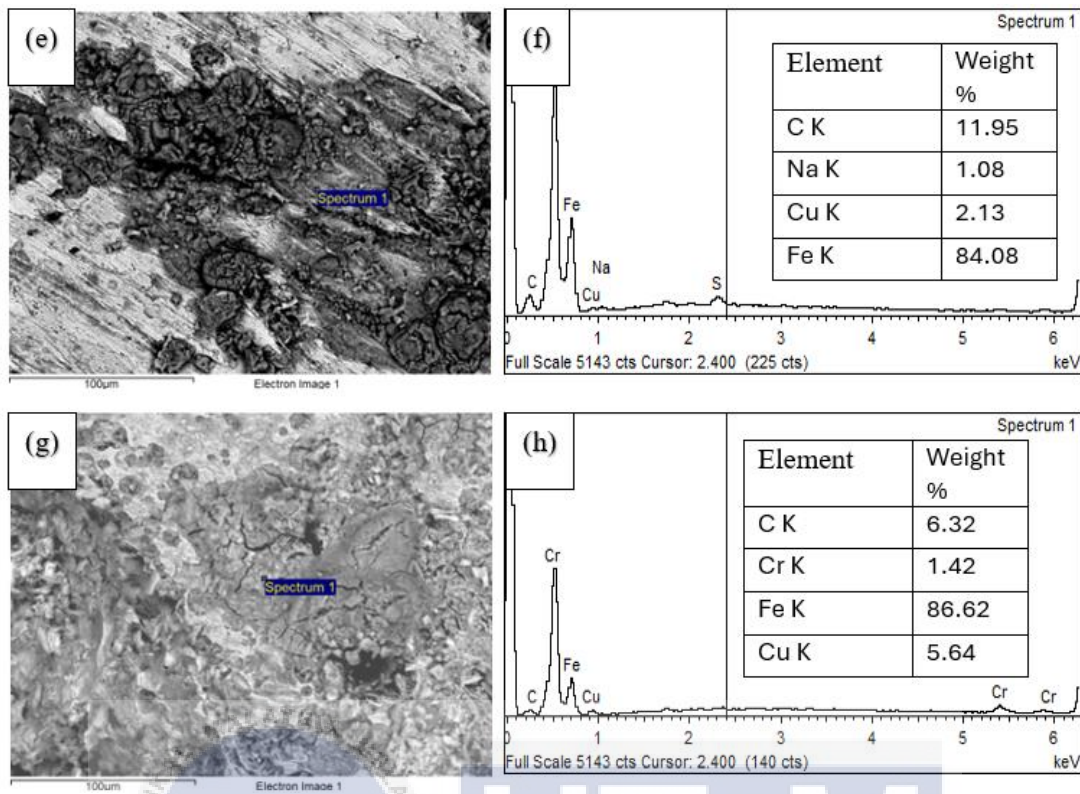 (e)
Spectrum 1
100µm
Electron Image 1
(f)
Spectrum 1
Element Weight %
C K 11.95
Na K 1.08
Cu K 2.13
Fe K 84.08
Fe
C
Cu
Na
S
0 1 2 3 4 5 6
Full Scale 5143 cts Cursor: 2.400 (225 cts)
keV
(g)
Spectrum 1
100µm
Electron Image 1
(h)
Spectrum 1
Element Weight %
C K 6.32
Cr K 1.42
Fe K 86.62
Cu K 5.64
Cr
Fe
C
Cu
Cr
Cr
0 1 2 3 4 5 6
Full Scale 5143 cts Cursor: 2.400 (140 cts)
keV